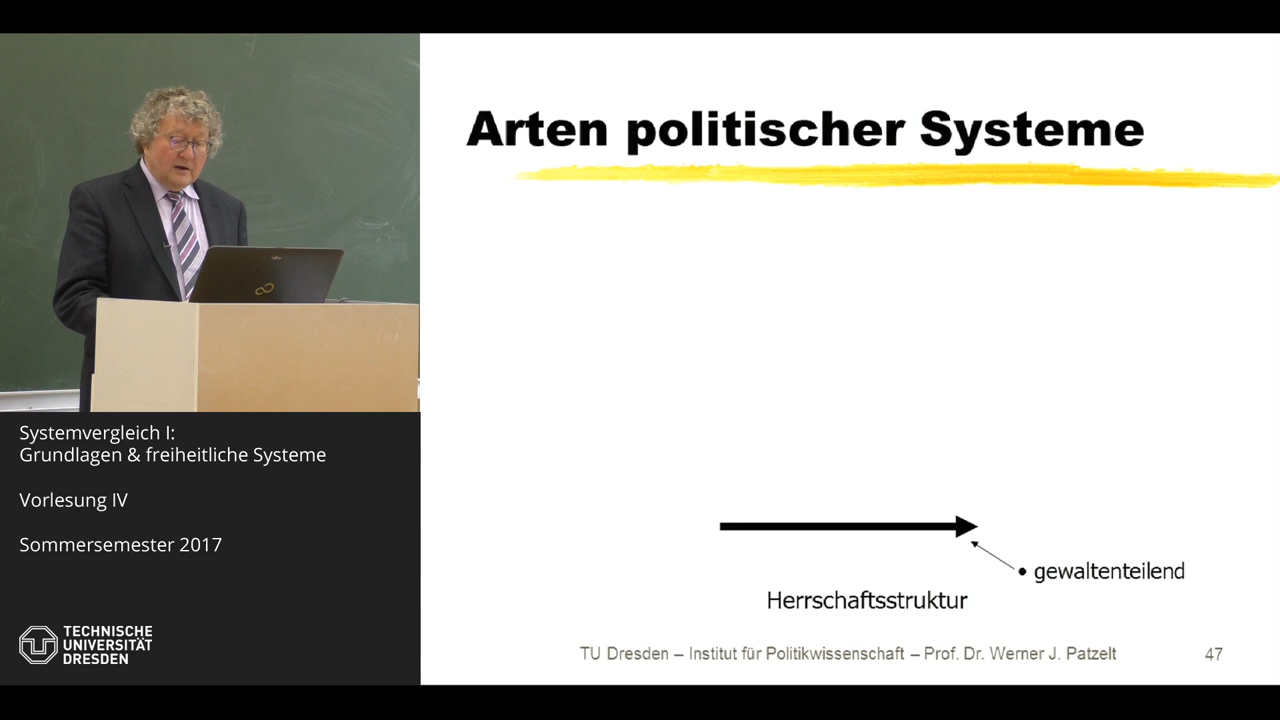 Arten politischer Systeme
Systemvergleich I:
Grundlagen & freiheitliche Systeme
Vorlesung IV
Sommersemester 2017
TECHNISCHE
UNIVERSITÄT
DRESDEN
• gewaltenteilend
Herrschaftsstruktur
TU Dresden – Institut für Politikwissenschaft – Prof. Dr. Werner J. Patzelt
47